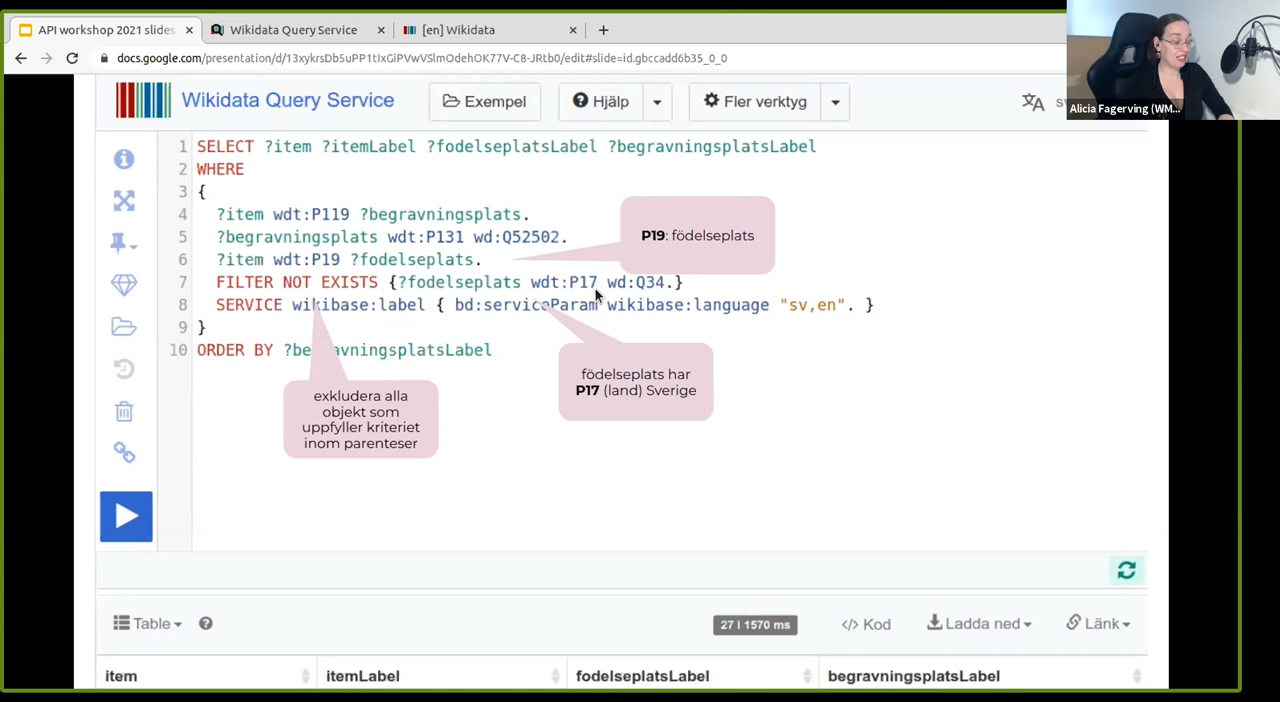 API workshop 2021 slides
Wikidata Query Service
[en] Wikidata
docs.google.com/presentation/d/13xykrsDb5uPP1tIxGiPVwVSlmOdehOK77V-C8-JRtb0/edit#slide=id.gbccadd6b35_0_0
Alicia Fagerving (WM...
Wikidata Query Service
Exempel
Hjälp
Fler verktyg
1 SELECT ?item ?itemLabel ?fodelseplatsLabel ?begravningsplatsLabel
2 WHERE
3 {
4 ?item wdt:P119 ?begravningsplats.
5 ?begravningsplats wdt:P131 wd:Q52502.
6 ?item wdt:P19 ?fodelseplats.
7 FILTER NOT EXISTS {?fodelseplats wdt:P17 wd:Q34.}
8 SERVICE wikibase:label { bd:serviceParam wikibase:language "sv,en". }
9 }
10 ORDER BY ?begravningsplatsLabel
P19: födelseplats
födelseplats har
P17 (land) Sverige
exkludera alla
objekt som
uppfyller kriteriet
inom parenteser
Table
27 | 1570 ms
</> Kod
Ladda ned
Länk
item
itemLabel
fodelseplatsLabel
begravningsplatsLabel